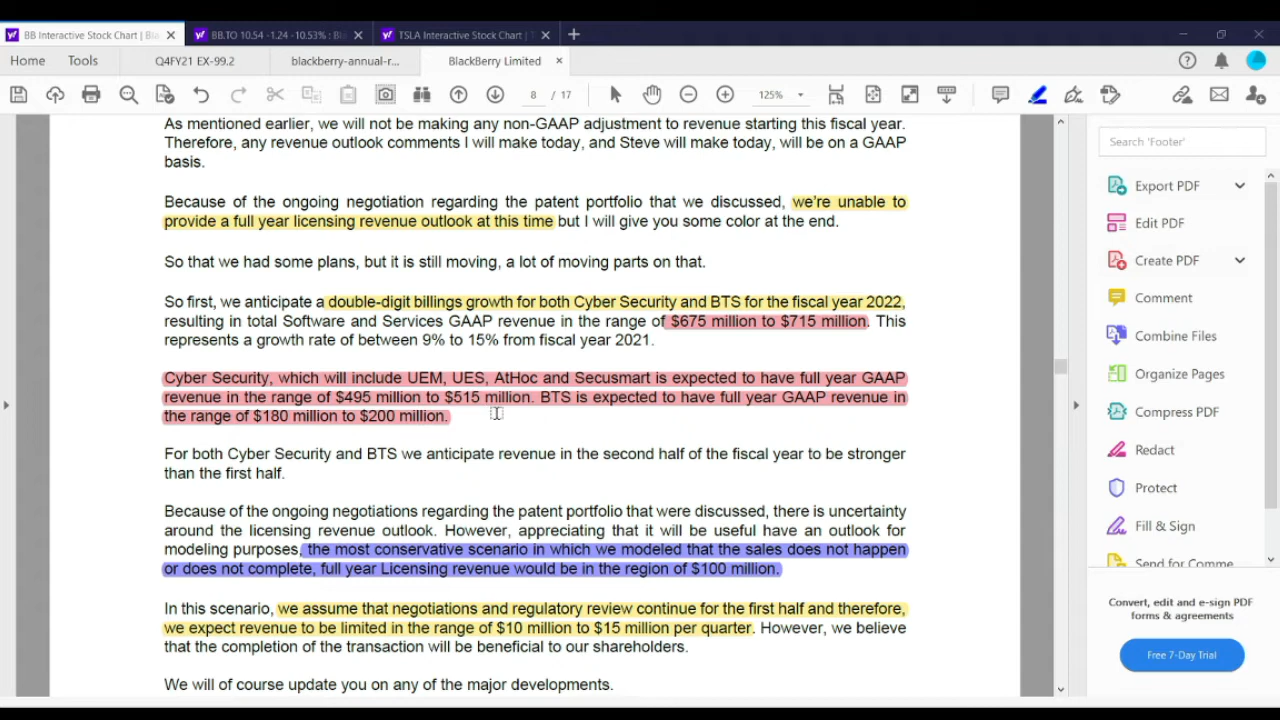 BB Interactive Stock Chart | Bla
BB.TO 10.54 -1.24 -10.53% : Bl
TSLA Interactive Stock Chart | T
Home
Tools
Q4FY21 EX-99.2
blackberry-annual-r...
BlackBerry Limited
8 / 17
125%
As mentioned earlier, we will not be making any non-GAAP adjustment to revenue starting this fiscal year.
Therefore, any revenue outlook comments I will make today, and Steve will make today, will be on a GAAP
basis.
Because of the ongoing negotiation regarding the patent portfolio that we discussed, we're unable to
provide a full year licensing revenue outlook at this time but I will give you some color at the end.
So that we had some plans, but it is still moving, a lot of moving parts on that.
So first, we anticipate a double-digit billings growth for both Cyber Security and BTS for the fiscal year 2022,
resulting in total Software and Services GAAP revenue in the range of $675 million to $715 million. This
represents a growth rate of between 9% to 15% from fiscal year 2021.
Cyber Security, which will include UEM, UES, AtHoc and Secusmart is expected to have full year GAAP
revenue in the range of $495 million to $515 million. BTS is expected to have full year GAAP revenue in
the range of $180 million to $200 million.
For both Cyber Security and BTS we anticipate revenue in the second half of the fiscal year to be stronger
than the first half.
Because of the ongoing negotiations regarding the patent portfolio that were discussed, there is uncertainty
around the licensing revenue outlook. However, appreciating that it will be useful have an outlook for
modeling purposes, the most conservative scenario in which we modeled that the sales does not happen
or does not complete, full year Licensing revenue would be in the region of $100 million.
In this scenario, we assume that negotiations and regulatory review continue for the first half and therefore,
we expect revenue to be limited in the range of $10 million to $15 million per quarter. However, we believe
that the completion of the transaction will be beneficial to our shareholders.
We will of course update you on any of the major developments.
Search 'Footer'
Export PDF
Edit PDF
Create PDF
Comment
Combine Files
Organize Pages
Compress PDF
Redact
Protect
Fill & Sign
Send for Comme
Convert, edit and e-sign PDF
forms & agreements
Free 7-Day Trial